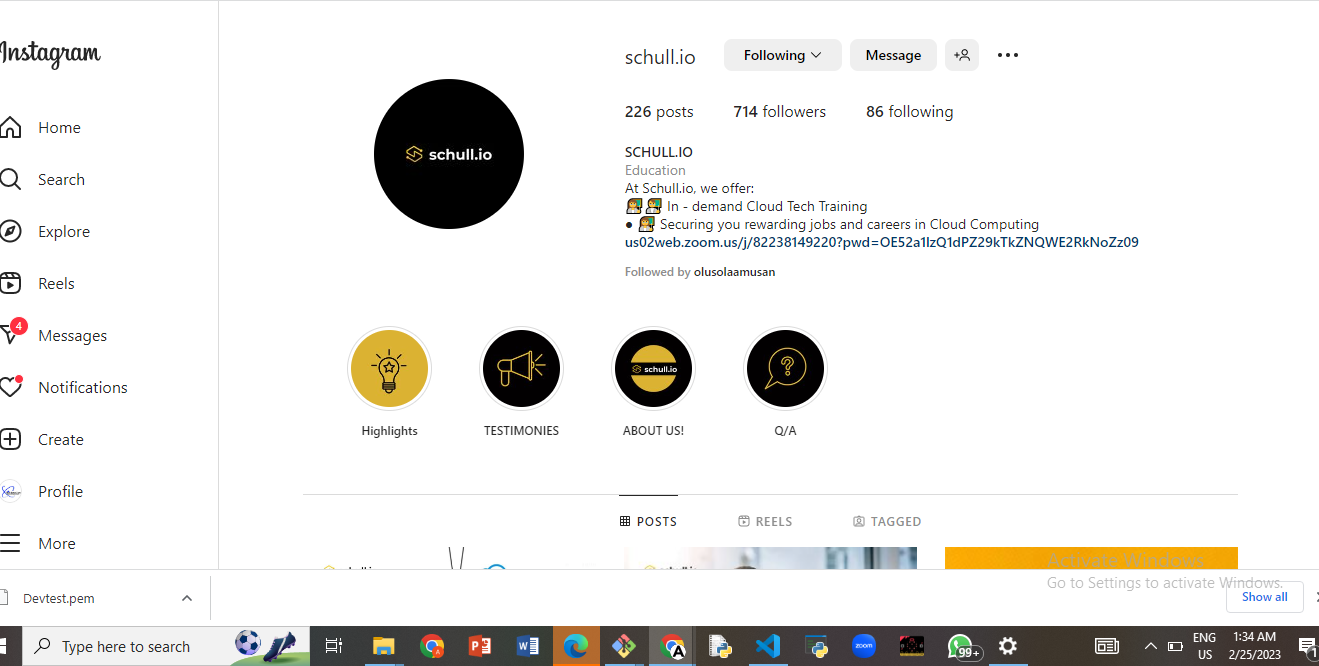 Instagram
Home
Search
Explore
Reels
4
Messages
Notifications
Create
Profile
More
schull.io
schull.io Following Message
226 posts 714 followers 86 following
SCHULL.IO
Education
At Schull.io, we offer:
In - demand Cloud Tech Training
● Securing you rewarding jobs and careers in Cloud Computing
us02web.zoom.us/j/82238149220?pwd=OE52a1lzQ1dPZ29kTkZNQWE2RkNoZz09
Followed by olusolaamusan
schull.io
Highlights TESTIMONIES ABOUT US! Q/A
POSTS REELS TAGGED
Activate Windows
Go to Settings to activate Windows.
Devtest.pem
Show all
Type here to search
zoom
99+
ENG
US
1:34 AM
2/25/2023
1